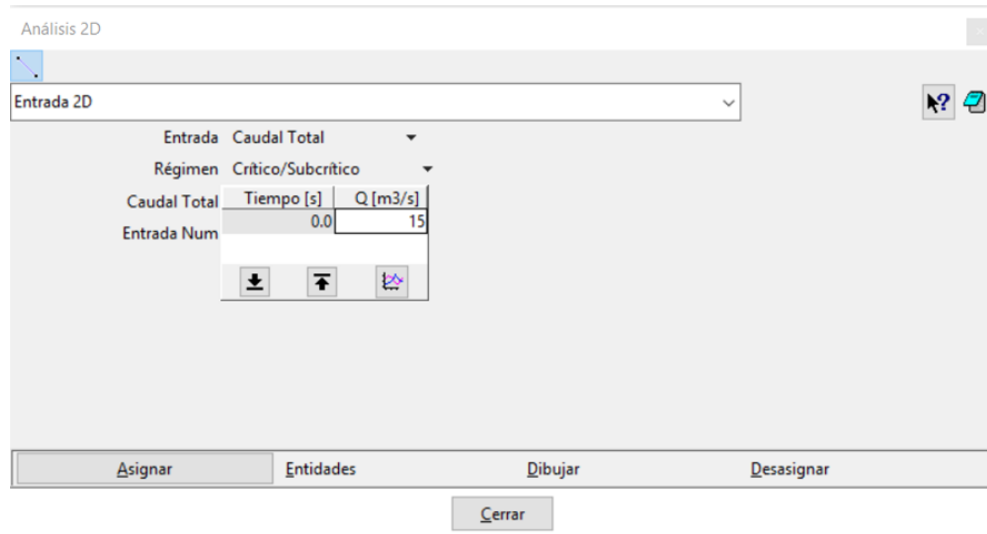 Análisis 2D
Entrada 2D
Entrada Caudal Total
Régimen Crítico/Subcrítico
Caudal Total Tiempo [s] Q [m3/s]
0.0 15
Entrada Num
Asignar Entidades Dibujar Desasignar
Cerrar